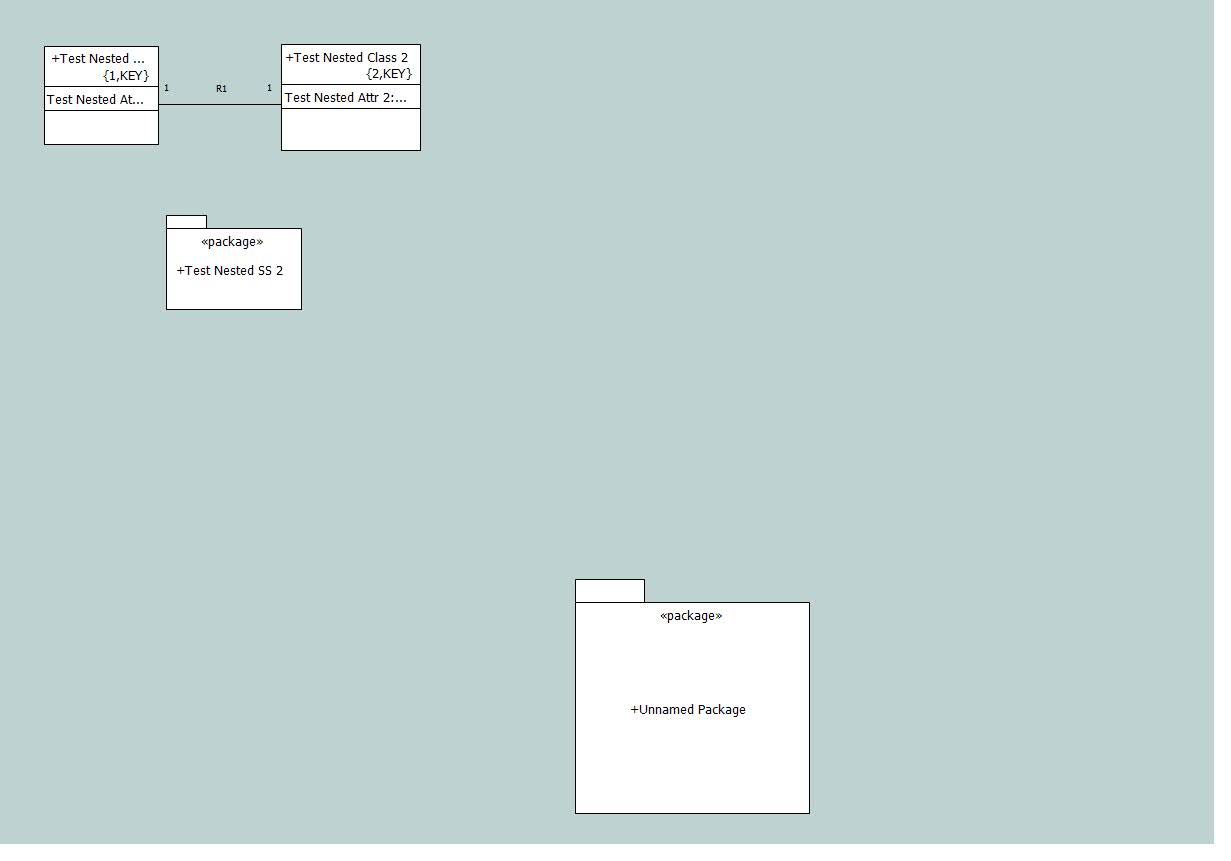 +Test Nested ...
{1,KEY}
Test Nested At...
1
R1
1
+Test Nested Class 2
{2,KEY}
Test Nested Attr 2:...
«package»
+Test Nested SS 2
«package»
+Unnamed Package